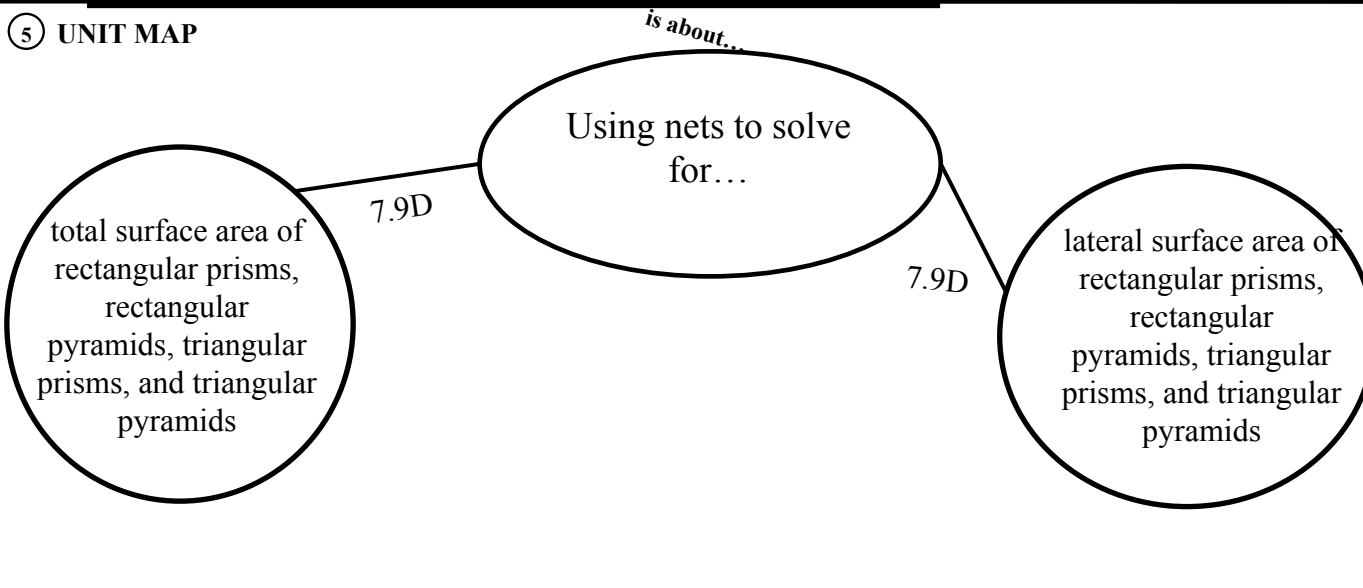 5 UNIT MAP
is about…
Using nets to solve
for…
7.9D
total surface area of
rectangular prisms,
rectangular
pyramids, triangular
prisms, and triangular
pyramids
7.9D
lateral surface area of
rectangular prisms,
rectangular
pyramids, triangular
prisms, and triangular
pyramids